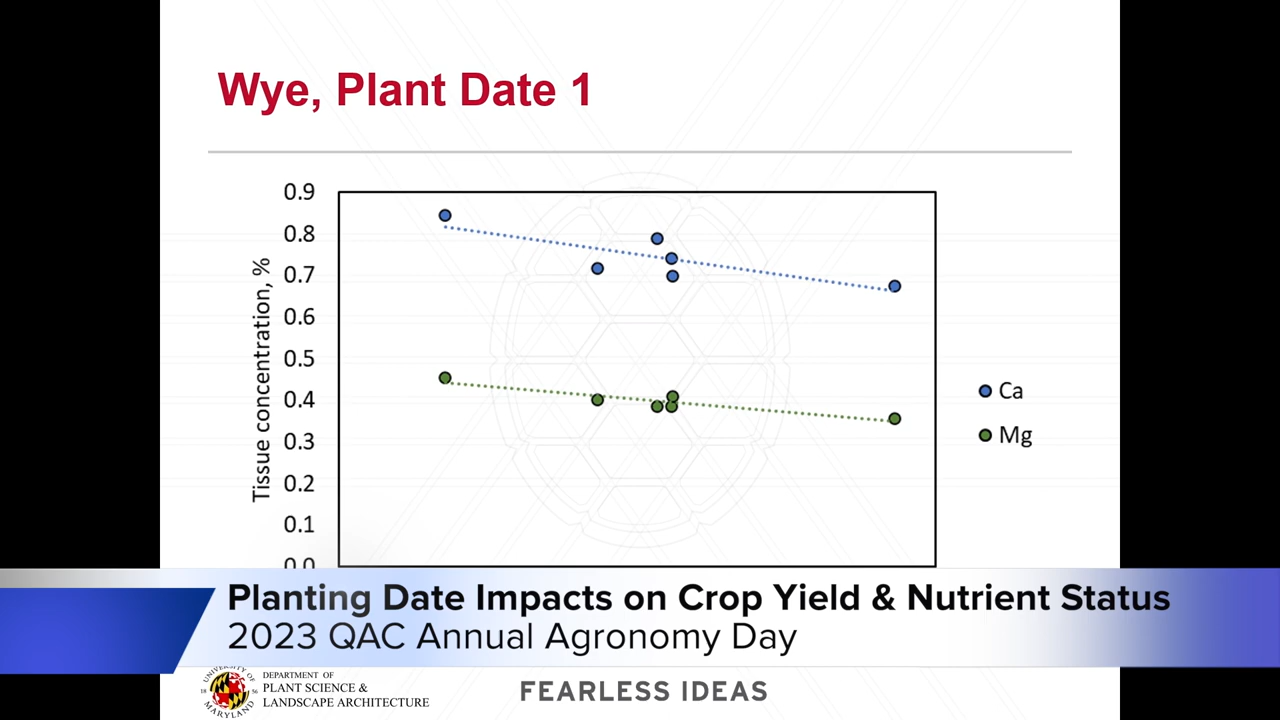 Wye, Plant Date 1
0.9
0.8
0.7
0.6
0.5
0.4
0.3
0.2
0.1
0.0
Tissue concentration, %
Ca
Mg
Planting Date Impacts on Crop Yield & Nutrient Status
2023 QAC Annual Agronomy Day
UNIVERSITY OF
18 56
MARYLAND
DEPARTMENT OF
PLANT SCIENCE &
LANDSCAPE ARCHITECTURE
FEARLESS IDEAS